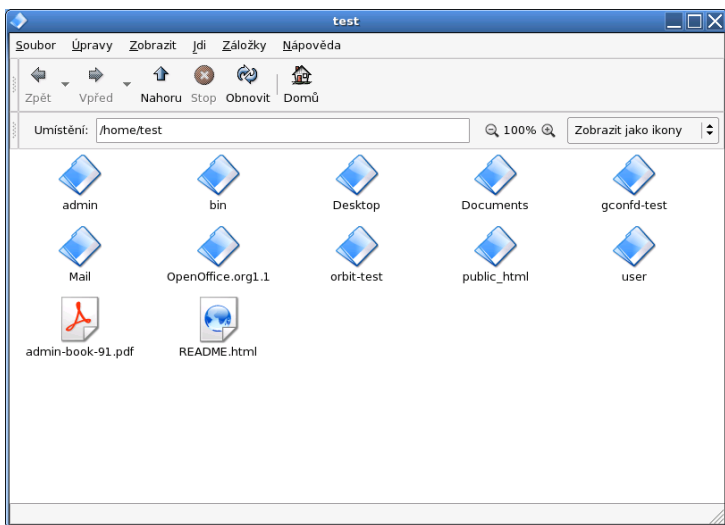 test
Soubor Úpravy Zobrazit Jdi Záložky Nápověda
Zpět Vpřed Nahoru Stop Obnovit Domů
Umístění: /home/test 100% Zobrazit jako ikony
admin bin Desktop Documents gconfd-test
Mail OpenOffice.org1.1 orbit-test public_html user
admin-book-91.pdf README.html